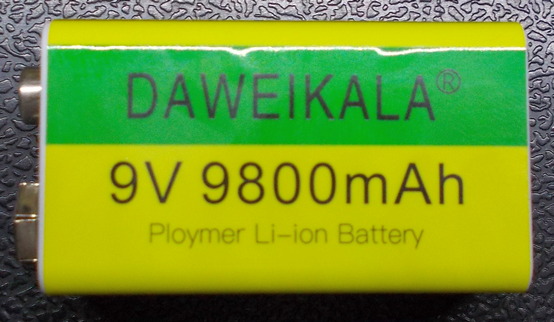 DAWEIKALA®
9V 9800mAh
Ploymer Li-ion Battery